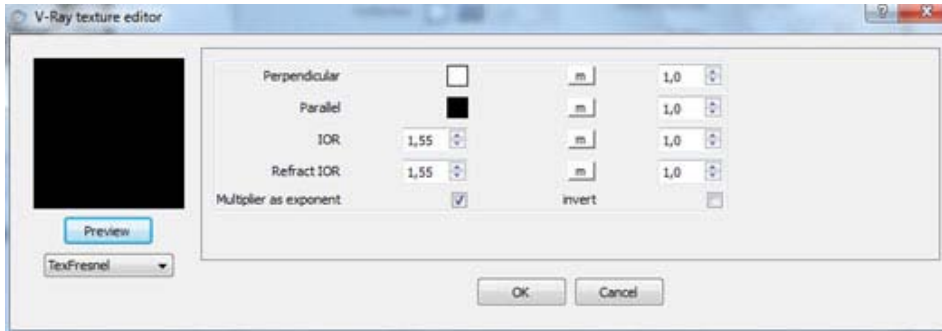 V-Ray texture editor
Perpendicular m 1,0
Parallel m 1,0
IOR 1,55 m 1,0
Refract IOR 1,55 m 1,0
Multiplier as exponent invert
Preview
TexFresnel
OK Cancel